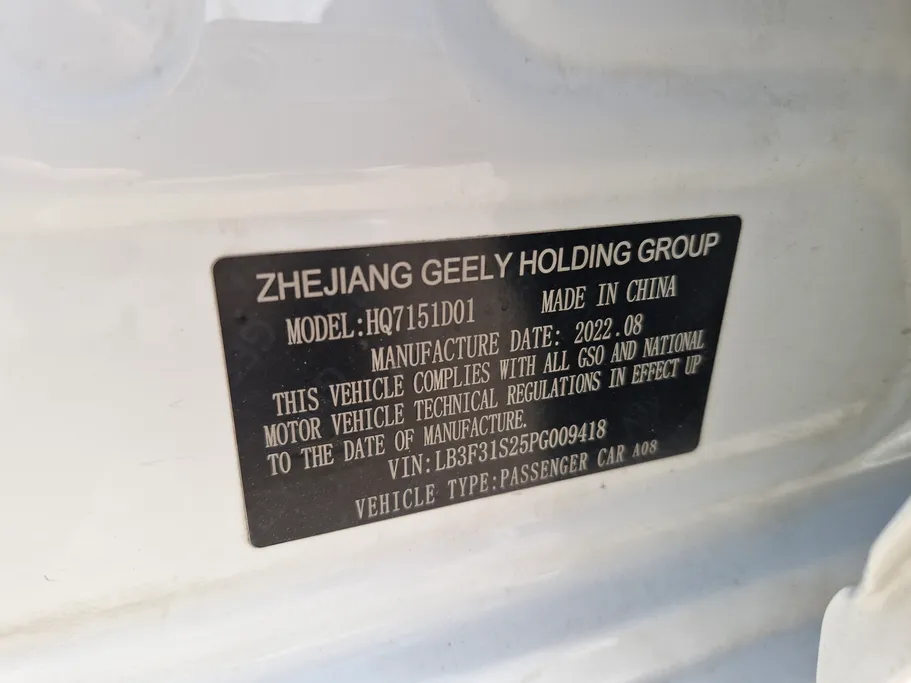 ZHEJIANG GEELY HOLDING GROUP
MODEL:HQ7151D01 MADE IN CHINA
MANUFACTURE DATE: 2022.08
THIS VEHICLE COMPLIES WITH ALL GSO AND NATIONAL
MOTOR VEHICLE TECHNICAL REGULATIONS IN EFFECT UP
TO THE DATE OF MANUFACTURE.
VIN:LB3F31S25PG009418
VEHICLE TYPE:PASSENGER CAR A08